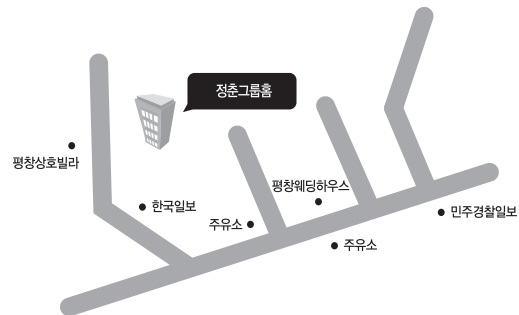 정춘그룹홈
평창상호빌라
한국일보
평창웨딩하우스
주유소
민주경찰일보
주유소